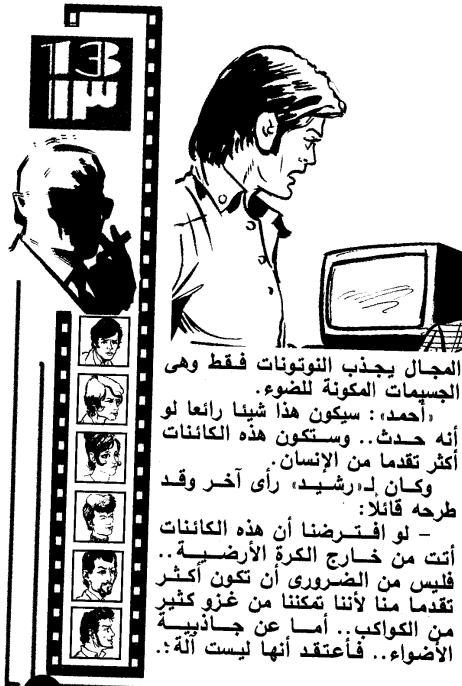 13
١٣
المجال يجذب النوتونات فقط وهى
الجسيمات المكونة للضوء.
«أحمد»: سيكون هذا شيئا رائعا لو
أنه حدث.. وستكون هذه الكائنات
أكثر تقدما من الإنسان.
وكان لـ«رشيد» رأى آخر وقد
طرحه قائلا:
- لو افترضنا أن هذه الكائنات
أتت من خارج الكرة الأرضية..
فليس من الضرورى أن تكون أكثر
تقدما منا لأننا تمكننا من غزو كثير
من الكواكب.. أما عن جاذبية
الأضواء.. فأعتقد أنها ليست آلة؛.